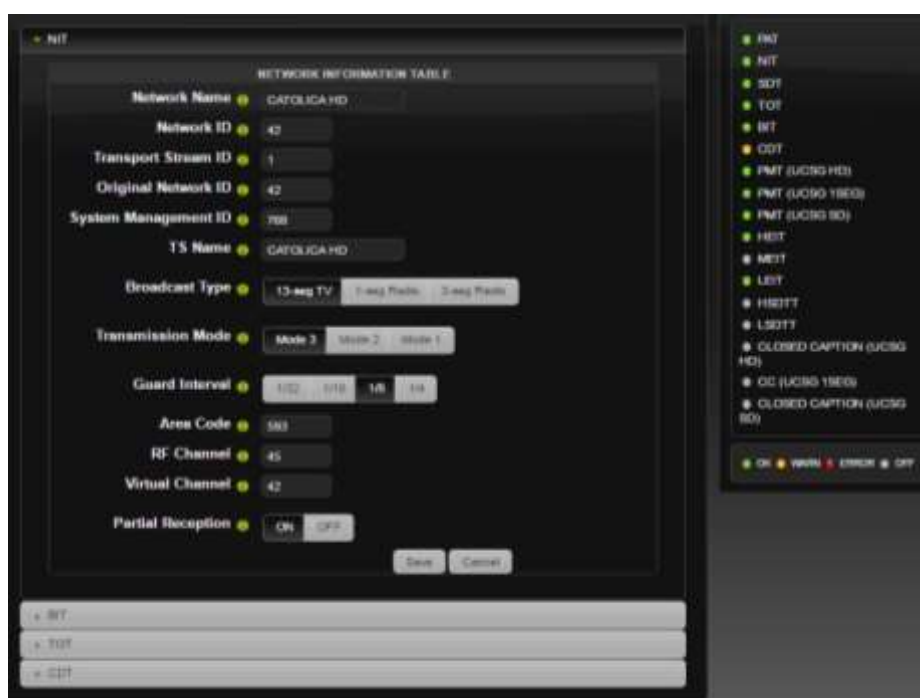 NIT
NETWORK INFORMATION TABLE
Network Name CATOLICA HD
Network ID 42
Transport Stream ID 1
Original Network ID 42
System Management ID 768
TS Name CATOLICA HD
Broadcast Type 13-seg TV 1-seg Radio 3-seg Radio
Transmission Mode Mode 3 Mode 2 Mode 1
Guard Interval 1/32 1/16 1/8 1/4
Area Code 593
RF Channel 45
Virtual Channel 42
Partial Reception ON OFF
Save Cancel
BIT
TOT
CDT
PAT
NIT
SDT
TOT
BIT
CDT
PMT (UCSG HD)
PMT (UCSG 1SEG)
PMT (UCSG SD)
HEIT
MEIT
LEIT
HSDTT
LSDTT
CLOSED CAPTION (UCSG
HD)
CC (UCSG 1SEG)
CLOSED CAPTION (UCSG
SD)
OK WARN ERROR OFF